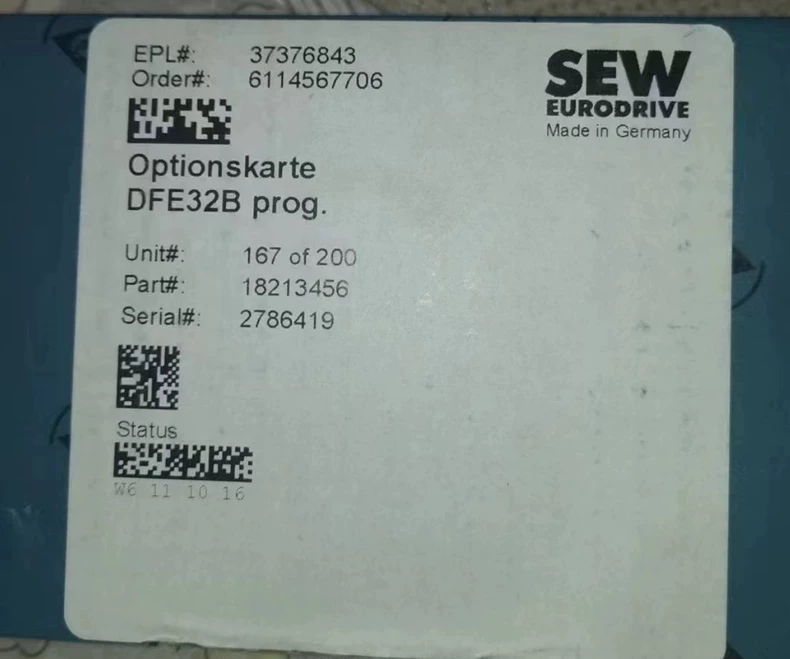 EPL#: 37376843
Order#: 6114567706
SEW
EURODRIVE
Made in Germany
Optionskarte
DFE32B prog.
Unit#: 167 of 200
Part#: 18213456
Serial#: 2786419
Status
W6 11 10 16